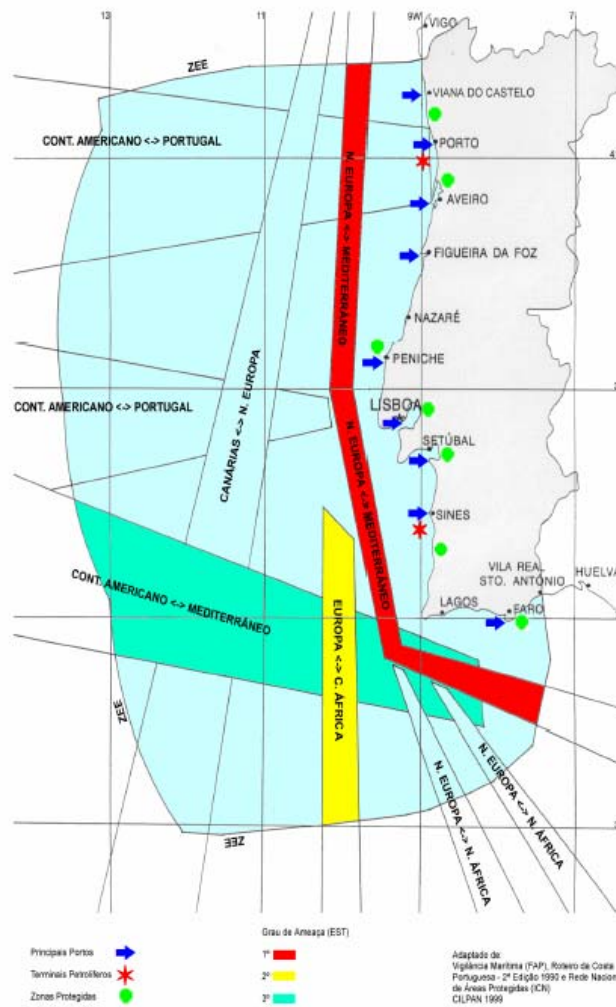 13
11
9W
7
VIGO
ZEE
VIANA DO CASTELO
CONT. AMERICANO <-> PORTUGAL
PORTO
4
AVEIRO
N. EUROPA <-> MEDITERRÂNEO
FIGUEIRA DA FOZ
NAZARÉ
PENICHE
CONT. AMERICANO <-> PORTUGAL
CANÁRIAS <-> N. EUROPA
LISBOA
SETÚBAL
N. EUROPA <-> MEDITERRÂNEO
SINES
VILA REAL
STO. ANTÓNIO
HUELVA
CONT. AMERICANO <-> MEDITERRÂNEO
EUROPA <-> C. ÁFRICA
LAGOS
FARO
ZEE
N. EUROPA <-> N. ÁFRICA
N. EUROPA <-> N. ÁFRICA
ZEE
Grau de Ameaça (EST)
Principais Portos
1º
Terminais Petrolíferos
2º
Zonas Protegidas
3º
Adaptado de:
Vigilância Marítima (FAP), Roteiro da Costa
Portuguesa - 2ª Edição 1990 e Rede Nacion
de Áreas Protegidas (ICN)
CILPAN 1999